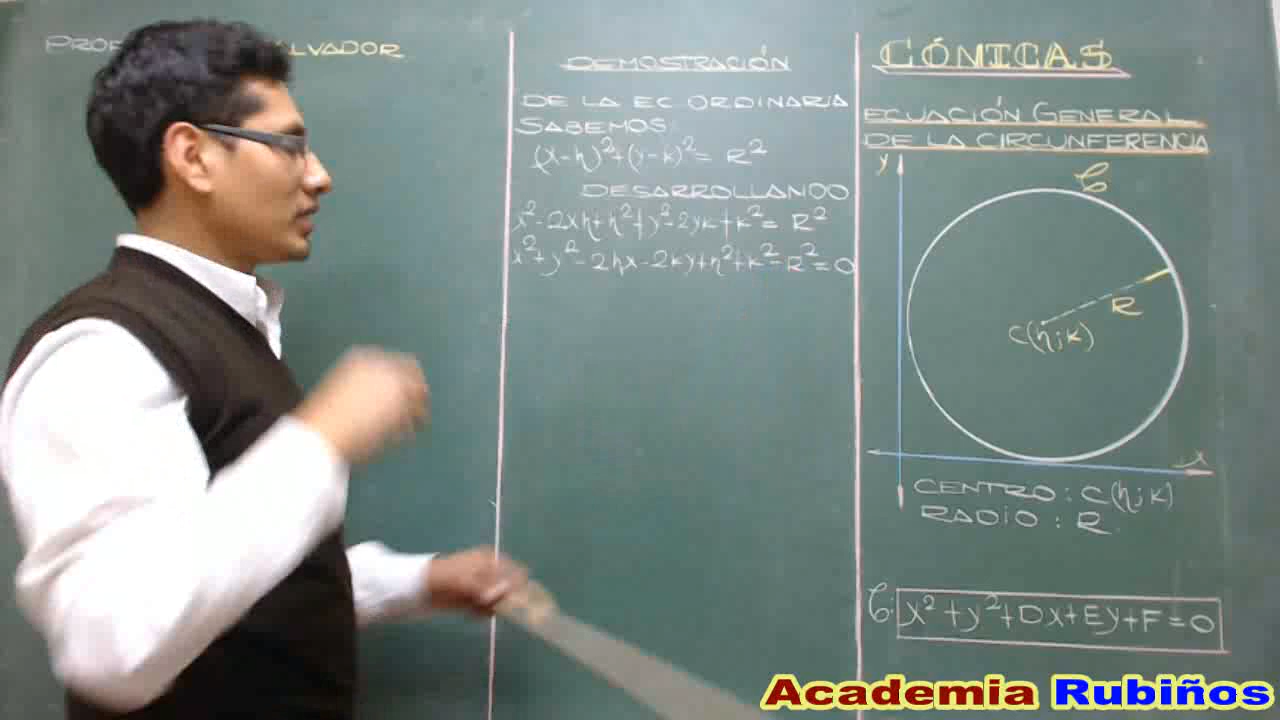 PROF
SALVADOR
DEMOSTRACIÓN
DE LA EC ORDINARIA
SABEMOS:
(x-h)²+(y-k)²= R²
DESARROLLANDO
x²-2xh+h²+y²-2yk+k²= R²
x²+y²-2hx-2ky+h²+k²-R²=0
CÓNICAS
ECUACIÓN GENERAL
DE LA CIRCUNFERENCIA
y
C
R
C(h;k)
x
CENTRO : C(h;k)
RADIO : R
C: x²+y²+Dx+Ey+F=0
Academia Rubiños